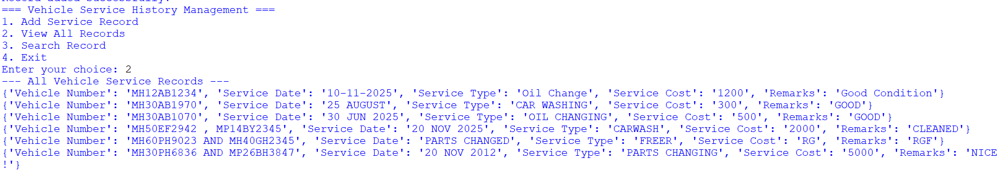 Record added successfully.
=== Vehicle Service History Management ===
1. Add Service Record
2. View All Records
3. Search Record
4. Exit
Enter your choice: 2
--- All Vehicle Service Records ---
{'Vehicle Number': 'MH12AB1234', 'Service Date': '10-11-2025', 'Service Type': 'Oil Change', 'Service Cost': '1200', 'Remarks': 'Good Condition'}
{'Vehicle Number': 'MH30AB1970', 'Service Date': '25 AUGUST', 'Service Type': 'CAR WASHING', 'Service Cost': '300', 'Remarks': 'GOOD'}
{'Vehicle Number': 'MH30AB1070', 'Service Date': '30 JUN 2025', 'Service Type': 'OIL CHANGING', 'Service Cost': '500', 'Remarks': 'GOOD'}
{'Vehicle Number': 'MH50EF2942 , MP14BY2345', 'Service Date': '20 NOV 2025', 'Service Type': 'CARWASH', 'Service Cost': '2000', 'Remarks': 'CLEANED'}
{'Vehicle Number': 'MH60PH9023 AND MH40GH2345', 'Service Date': 'PARTS CHANGED', 'Service Type': 'FREER', 'Service Cost': 'RG', 'Remarks': 'RGF'}
{'Vehicle Number': 'MH30PH6836 AND MP26BH3847', 'Service Date': '20 NOV 2012', 'Service Type': 'PARTS CHANGING', 'Service Cost': '5000', 'Remarks': 'NICE
!'}